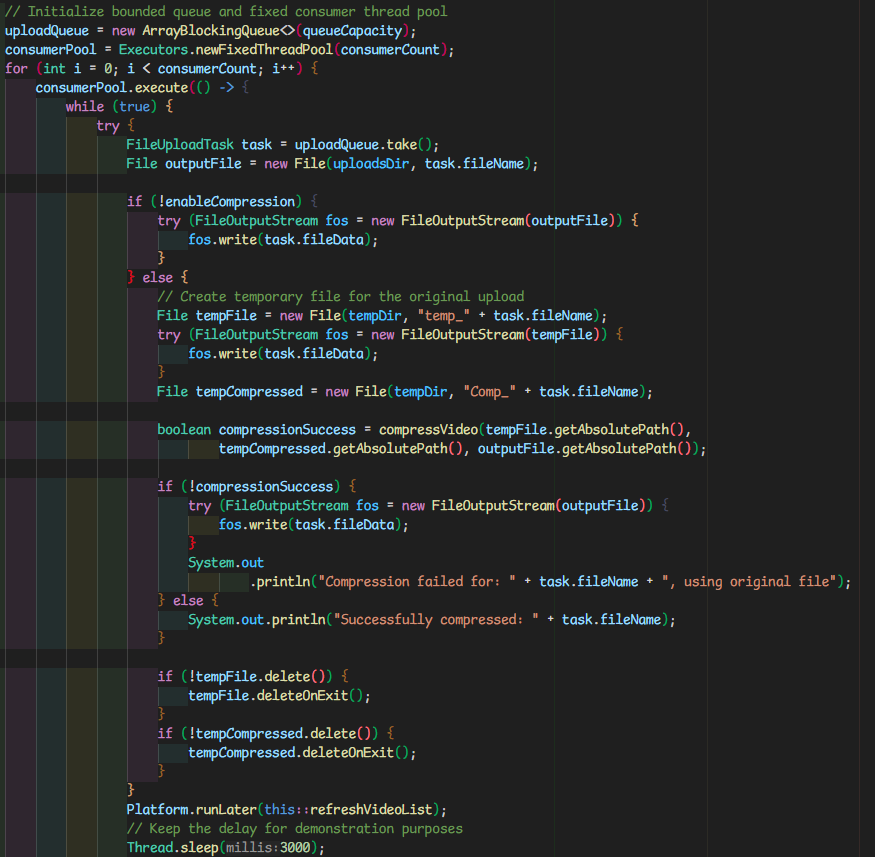 // Initialize bounded queue and fixed consumer thread pool
uploadQueue = new ArrayBlockingQueue<>(queueCapacity);
consumerPool = Executors.newFixedThreadPool(consumerCount);
for (int i = 0; i < consumerCount; i++) {
    consumerPool.execute(() -> {
        while (true) {
            try {
                FileUploadTask task = uploadQueue.take();
                File outputFile = new File(uploadsDir, task.fileName);

                if (!enableCompression) {
                    try (FileOutputStream fos = new FileOutputStream(outputFile)) {
                        fos.write(task.fileData);
                    }
                } else {
                    // Create temporary file for the original upload
                    File tempFile = new File(tempDir, "temp_" + task.fileName);
                    try (FileOutputStream fos = new FileOutputStream(tempFile)) {
                        fos.write(task.fileData);
                    }
                    File tempCompressed = new File(tempDir, "Comp_" + task.fileName);

                    boolean compressionSuccess = compressVideo(tempFile.getAbsolutePath(),
                            tempCompressed.getAbsolutePath(), outputFile.getAbsolutePath());

                    if (!compressionSuccess) {
                        try (FileOutputStream fos = new FileOutputStream(outputFile)) {
                            fos.write(task.fileData);
                        }
                        System.out
                                .println("Compression failed for: " + task.fileName + ", using original file");
                    } else {
                        System.out.println("Successfully compressed: " + task.fileName);
                    }

                    if (!tempFile.delete()) {
                        tempFile.deleteOnExit();
                    }
                    if (!tempCompressed.delete()) {
                        tempCompressed.deleteOnExit();
                    }
                }
                Platform.runLater(this::refreshVideoList);
                // Keep the delay for demonstration purposes
                Thread.sleep(millis:3000);